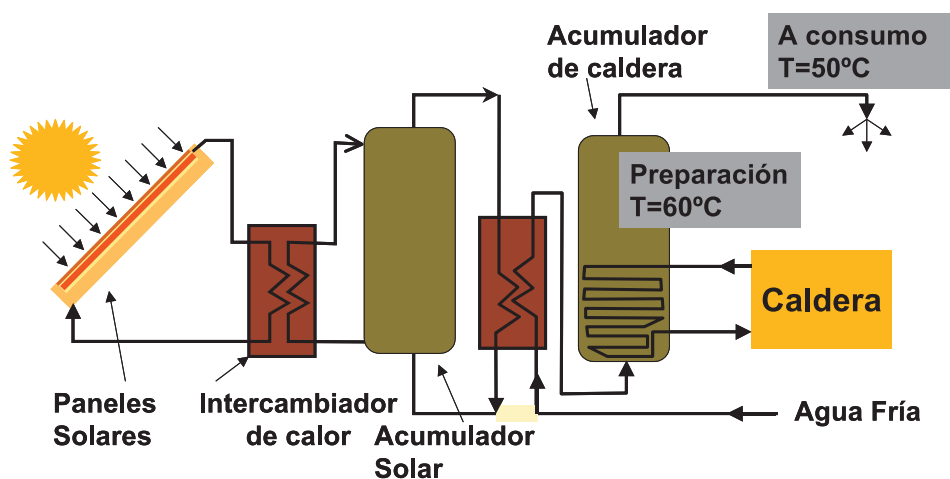 Acumulador
de caldera
A consumo
T=50ºC
Preparación
T=60ºC
Caldera
Paneles
Solares
Intercambiador
de calor
Acumulador
Solar
Agua Fría